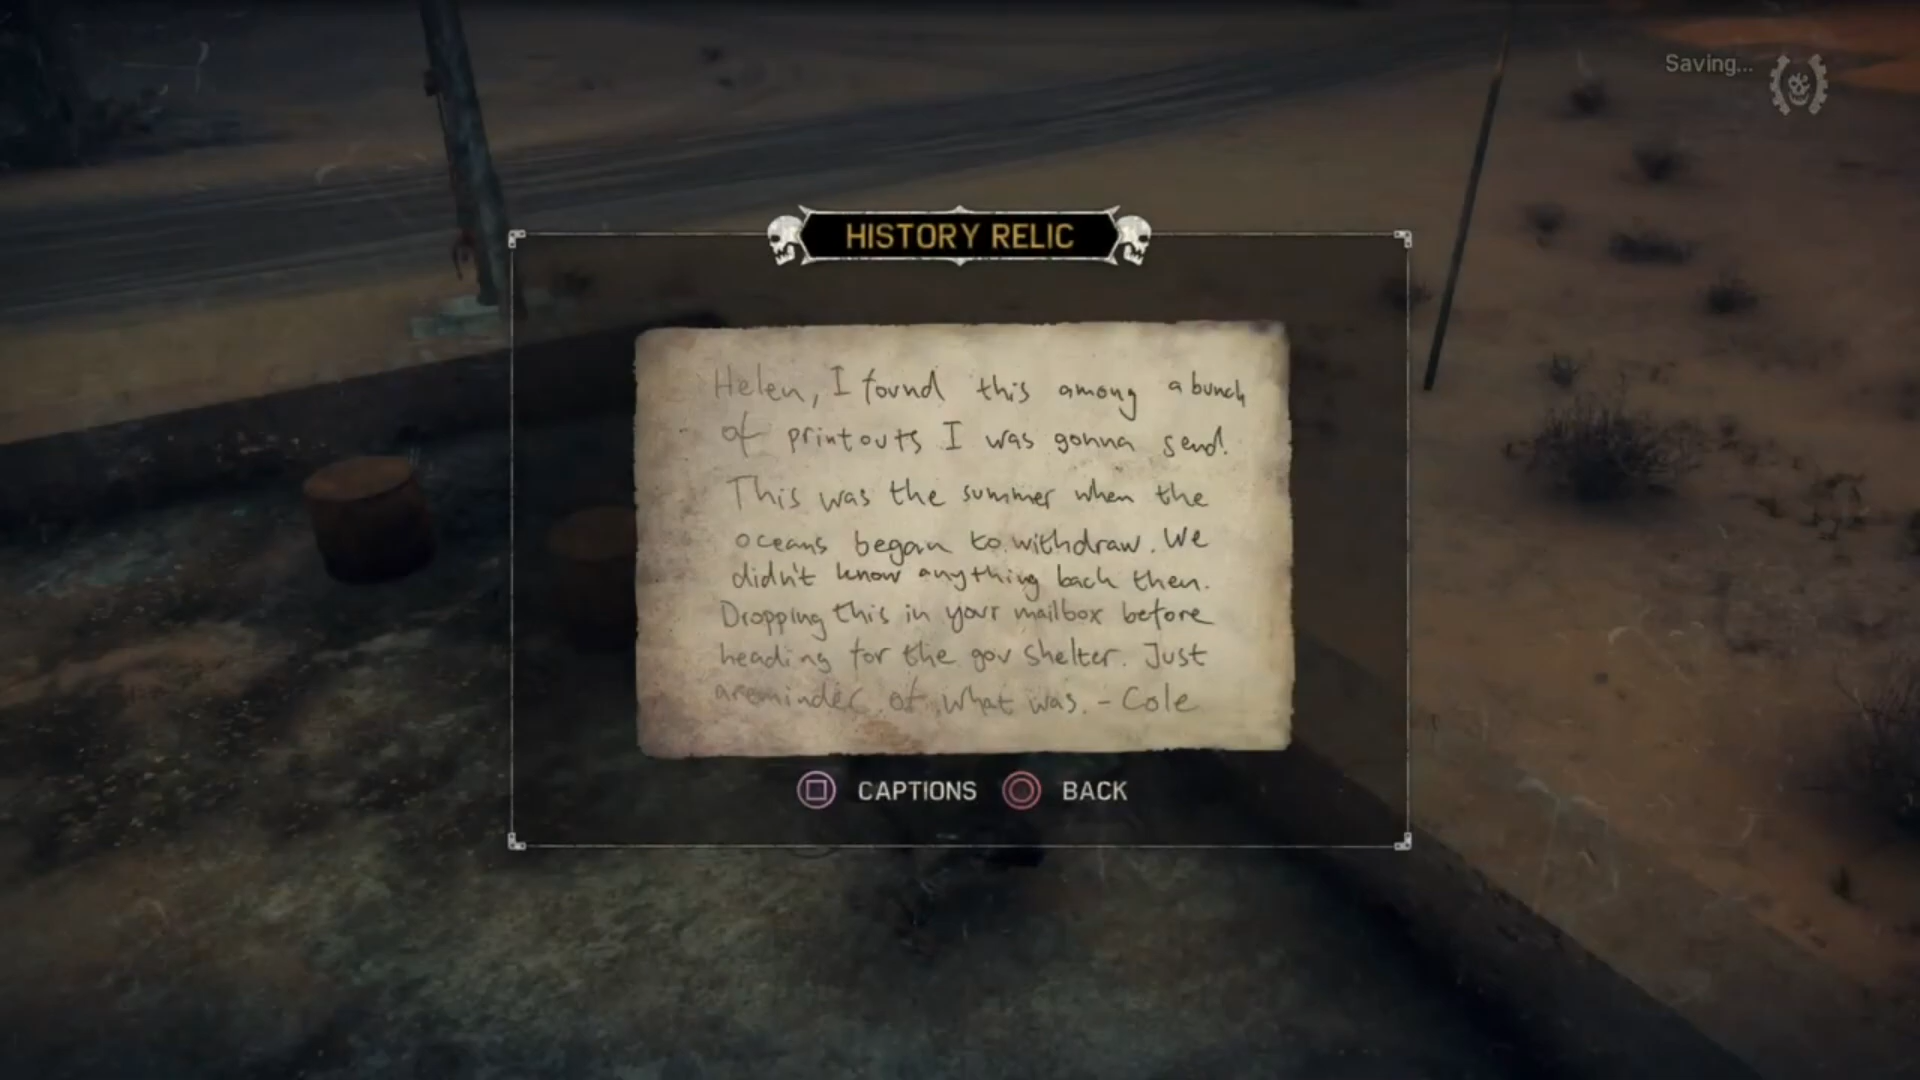 Saving...
HISTORY RELIC
Helen, I found this among a bunch
of printouts I was gonna send.
This was the summer when the
oceans began to withdraw. We
didn't know anything back then.
Dropping this in your mailbox before
heading for the gov shelter. Just
a reminder of what was. - Cole
CAPTIONS BACK